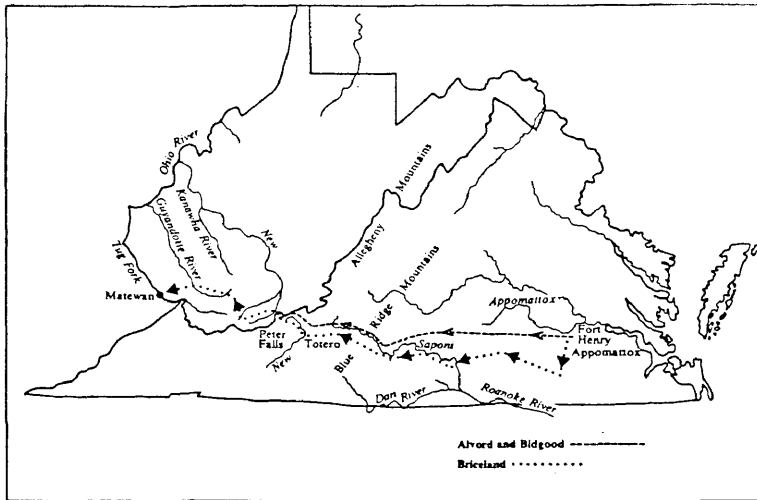 Ohio River
Kanawha River
Guyandotte River
New
Tug Fork
Matewan
Allegheny
Mountains
Mountains
Ridge
Blue
Appomattox
Fort
Henry
Appomattox
Peter
Falls
New
Totero
Sapona
Dan River
Roanoke River
Alvord and Bidgood
Briceland